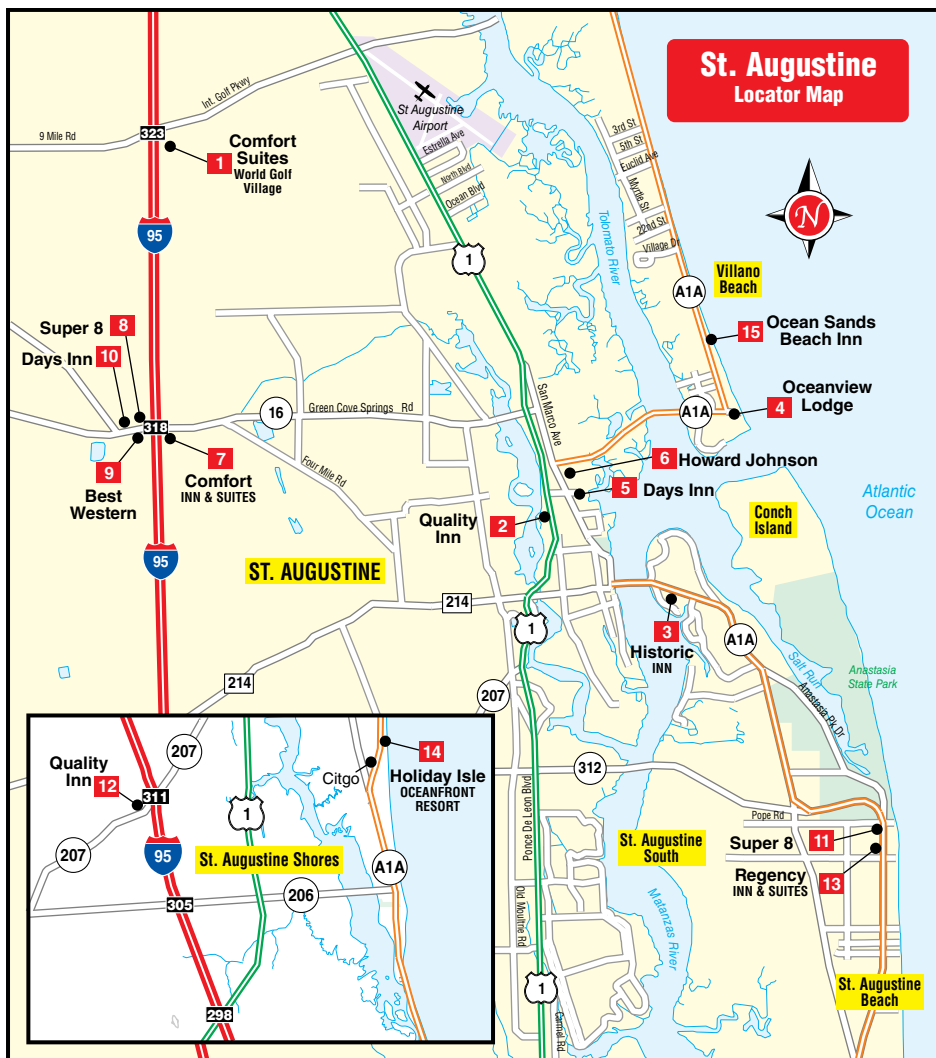 St. Augustine
Locator Map
N
Int. Golf Pkwy
9 Mile Rd
323
1
Comfort
Suites
World Golf
Village
St Augustine
Airport
Estrella Ave
North Blvd
Ocean Blvd
3rd St
5th St
Euclid Ave
Myrtle St
22nd St
Village Dr
Tolomato River
95
1
A1A
Villano
Beach
15
Ocean Sands
Beach Inn
Super 8
8
Days Inn
10
16
Green Cove Springs Rd
San Marco Ave
A1A
Oceanview
Lodge
4
318
9
Best
Western
7
Comfort
INN & SUITES
Four Mile Rd
6
Howard Johnson
5
Days Inn
Quality
Inn
2
Atlantic
Ocean
Conch
Island
95
ST. AUGUSTINE
214
1
3
Historic
INN
A1A
Salt Run
Anastasia
State Park
Anastasia Pk Dr
214
207
207
Quality
Inn
12
311
1
Citgo
14
Holiday Isle
OCEANFRONT
RESORT
312
Ponce De Leon Blvd
Pope Rd
11
Super 8
Regency
INN & SUITES
13
St. Augustine
South
207
95
St. Augustine Shores
A1A
305
206
298
Old Moultrie Rd
Matanzas River
1
Carmel Rd
St. Augustine
Beach